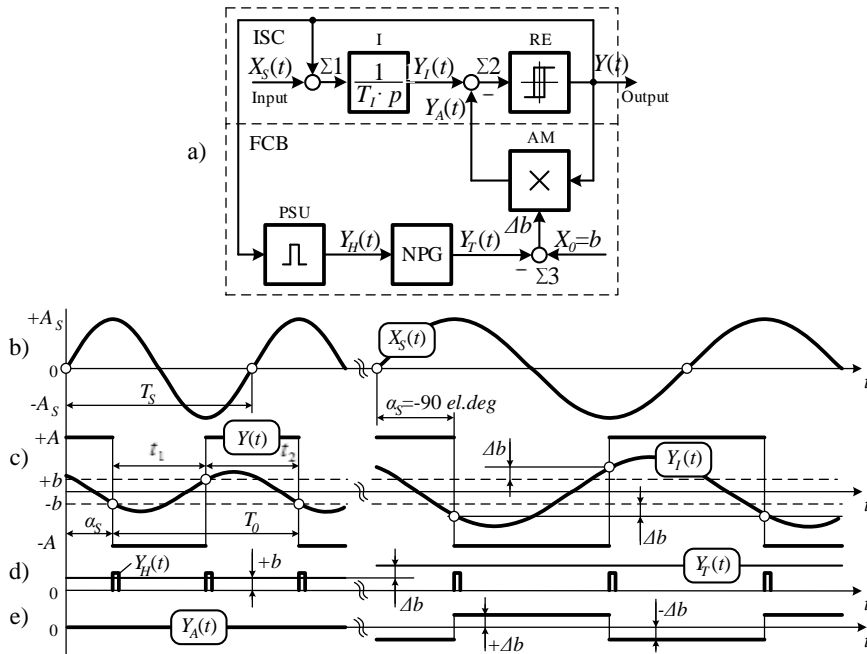 a)
ISC
I
RE
X_S(t)
Σ1
1
T_I · p
Y_I(t)
Σ2
Y(t)
Input
Y_A(t)
−
Output
FCB
AM
×
PSU
Δb
Y_H(t)
NPG
Y_T(t)
X_0=b
−
Σ3
b)
+A_S
0
-A_S
T_S
X_S(t)
t
α_S=-90 el.deg
c)
+A
t_1
Y(t)
t_2
Δb
Y_I(t)
+b
-b
t
α_S
T_0
Δb
-A
d)
Y_H(t)
+b
Y_T(t)
0
Δb
t
e)
0
Y_A(t)
-Δb
+Δb
t